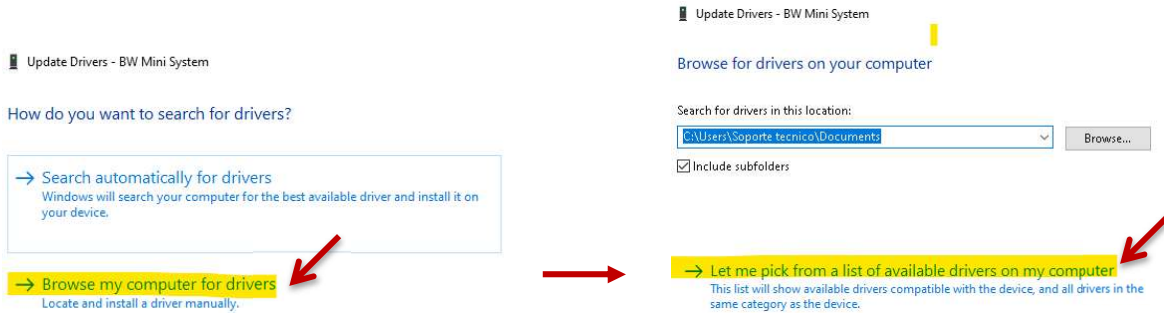 Update Drivers - BW Mini System
How do you want to search for drivers?
Search automatically for drivers
Windows will search your computer for the best available driver and install it on
your device.
Browse my computer for drivers
Locate and install a driver manually.
Update Drivers - BW Mini System
Browse for drivers on your computer
Search for drivers in this location:
C:\Users\Soporte tecnico\Documents
Browse...
Include subfolders
Let me pick from a list of available drivers on my computer
This list will show available drivers compatible with the device, and all drivers in the
same category as the device.